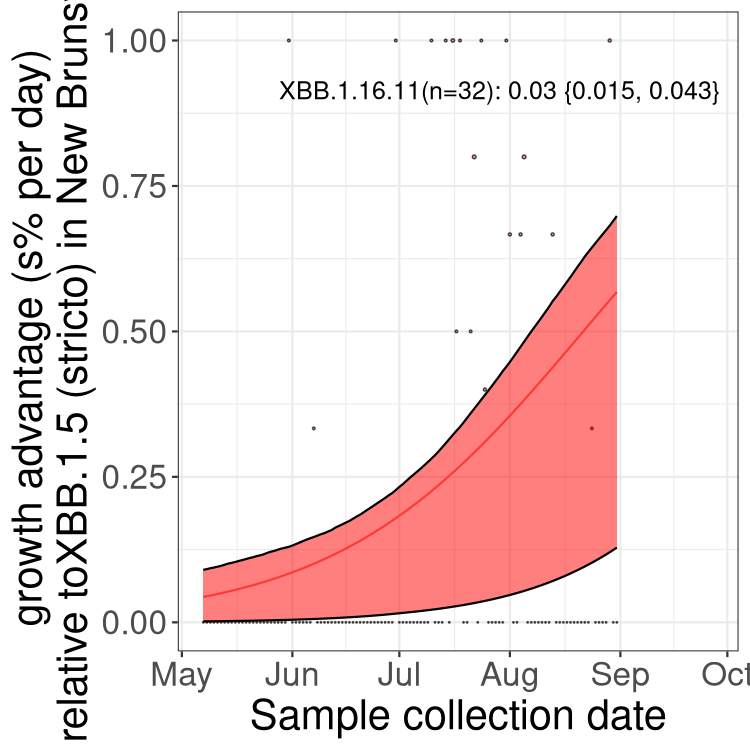 growth advantage (s% per day)
relative toXBB.1.5 (stricto) in New Bruns
1.00
0.75
0.50
0.25
0.00
XBB.1.16.11(n=32): 0.03 {0.015, 0.043}
May Jun Jul Aug Sep Oct
Sample collection date